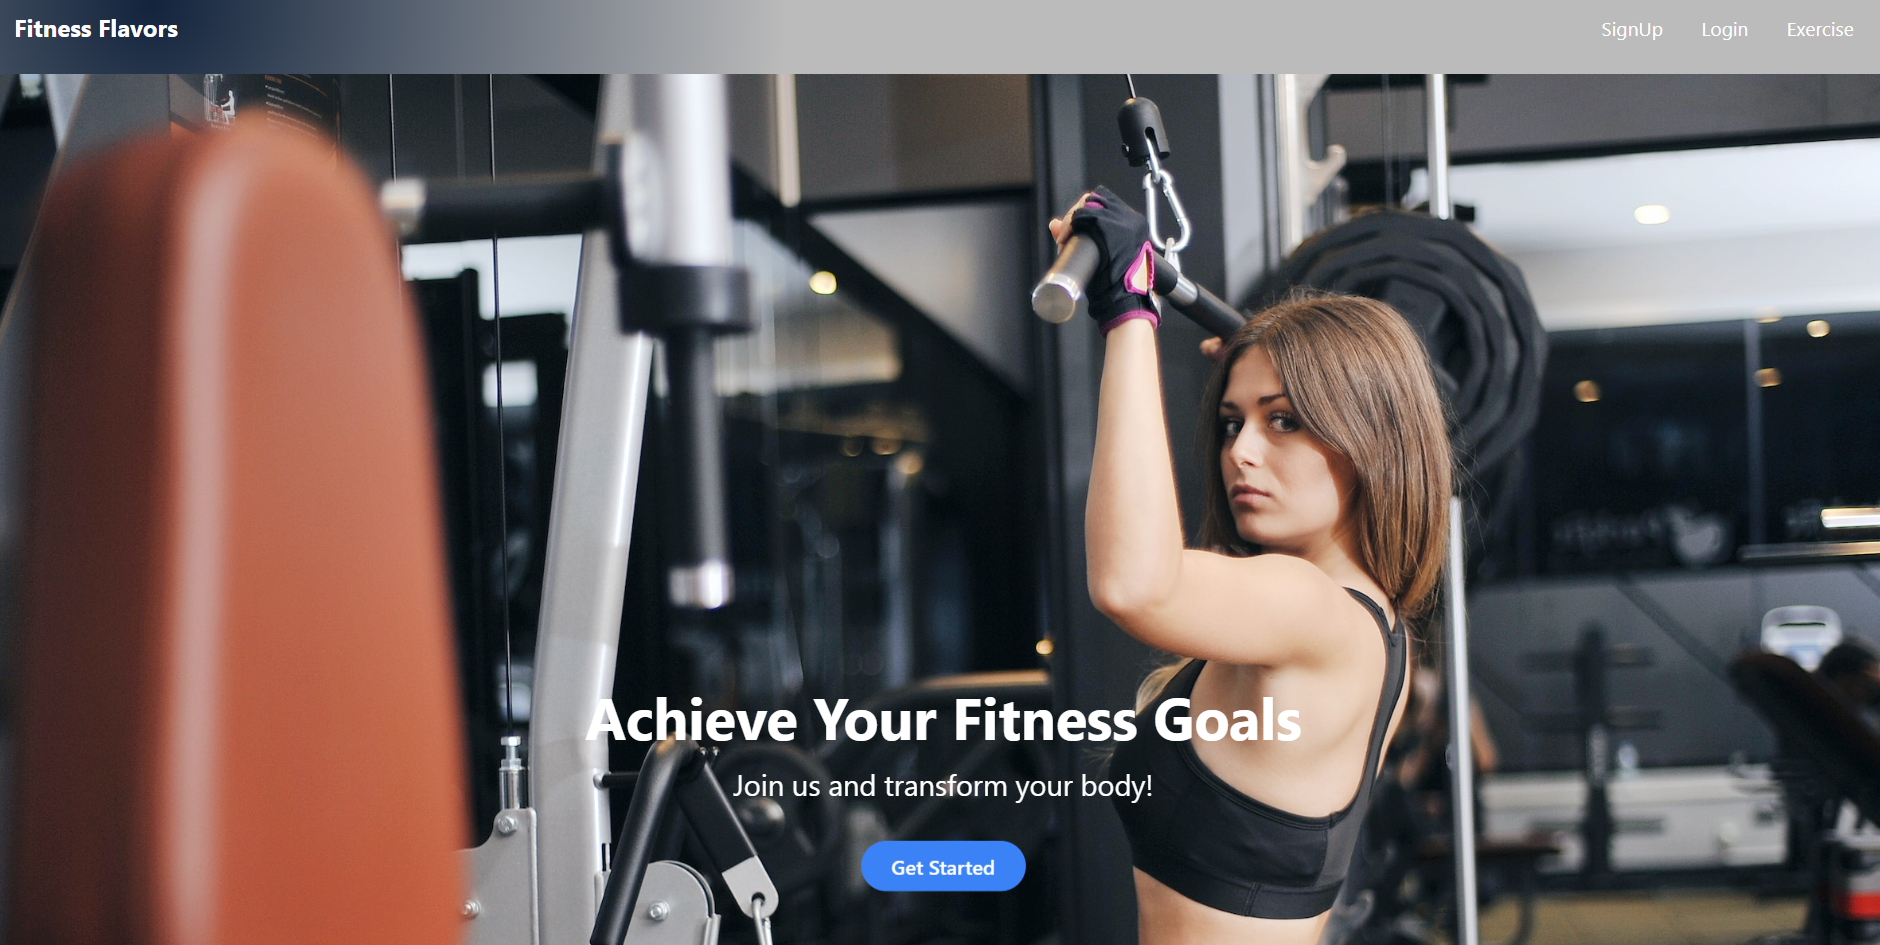 Fitness Flavors
SignUp
Login
Exercise
Achieve Your Fitness Goals
Join us and transform your body!
Get Started